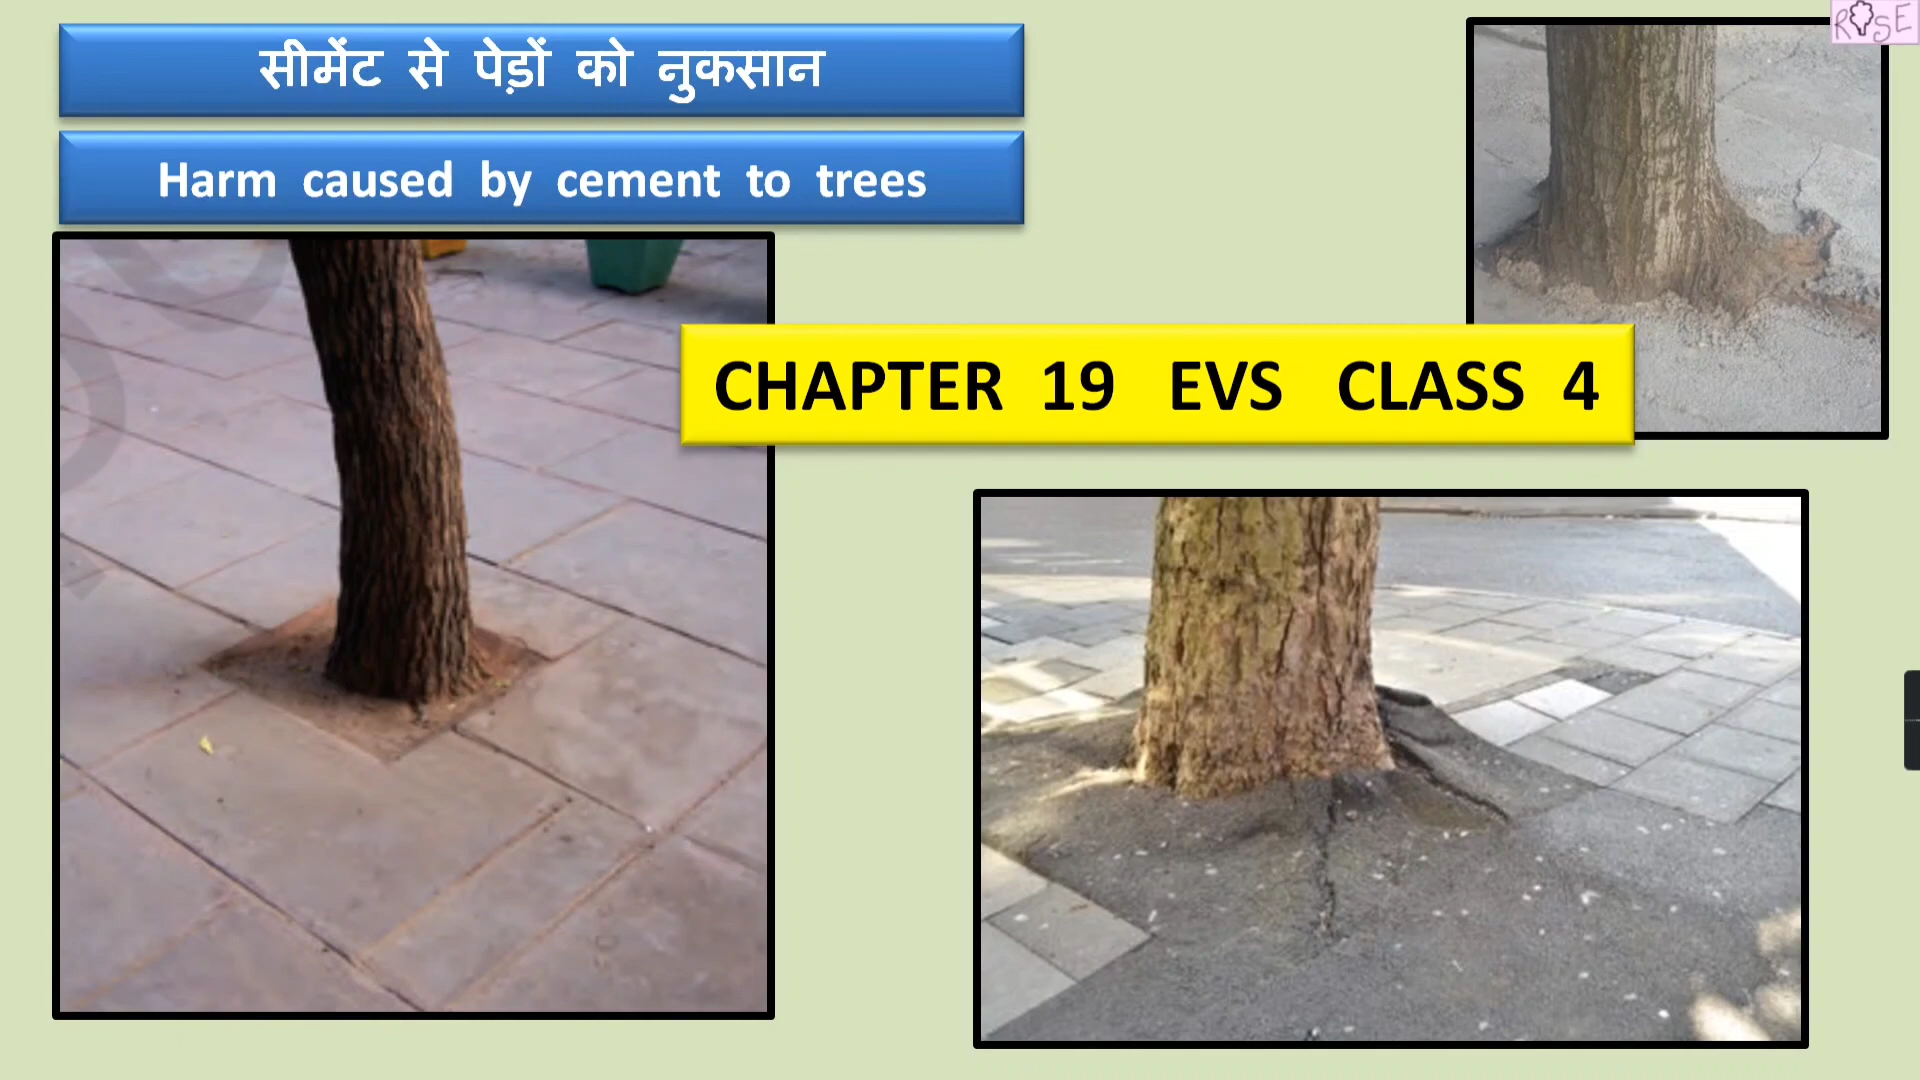 सीमेंट से पेड़ों को नुकसान
Harm caused by cement to trees
CHAPTER 19 EVS CLASS 4
ROSE